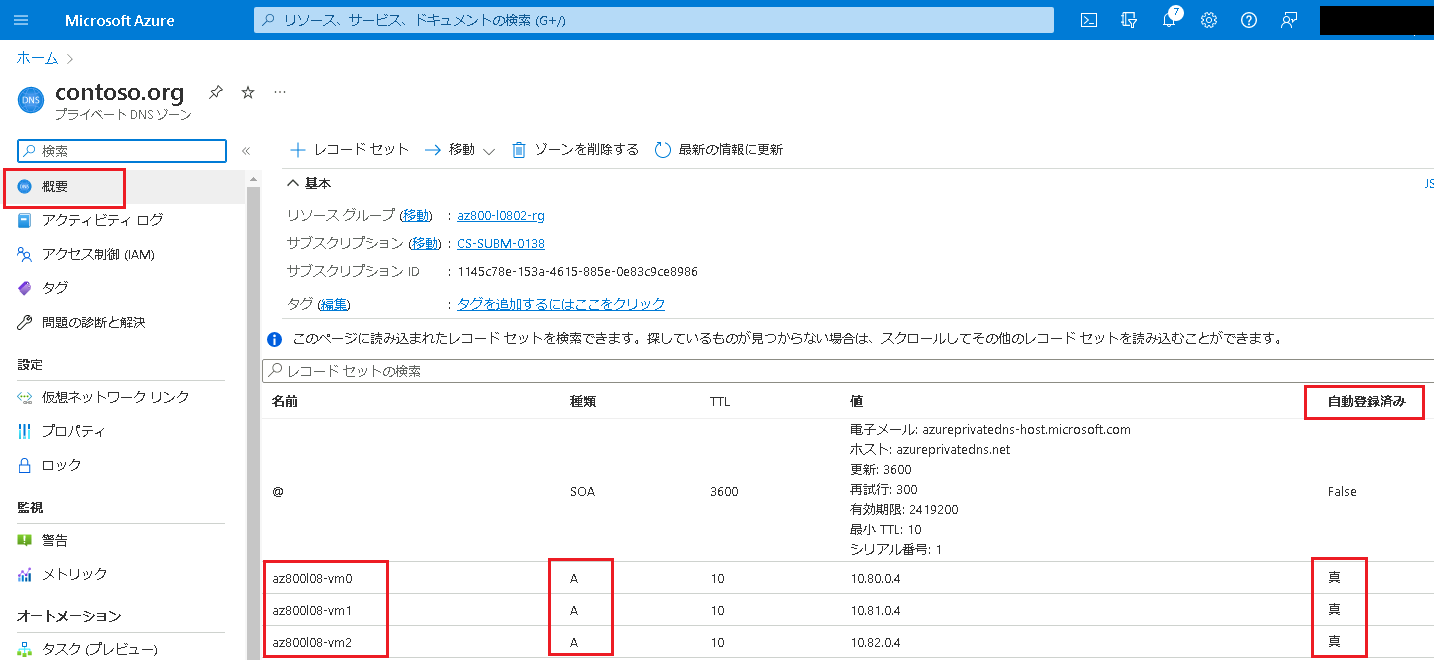 Microsoft Azure
リソース、サービス、ドキュメントの検索 (G+/)
7
ホーム
DNS
contoso.org
プライベート DNS ゾーン
検索
レコード セット
移動
ゾーンを削除する
最新の情報に更新
概要
アクティビティ ログ
アクセス制御 (IAM)
タグ
問題の診断と解決
設定
仮想ネットワーク リンク
プロパティ
ロック
監視
警告
メトリック
オートメーション
タスク (プレビュー)
基本
JS
リソース グループ (移動) : az800-l0802-rg
サブスクリプション (移動) : CS-SUBM-0138
サブスクリプション ID : 1145c78e-153a-4615-885e-0e83c9ce8986
タグ (編集) : タグを追加するにはここをクリック
このページに読み込まれたレコード セットを検索できます。探しているものが見つからない場合は、スクロールしてその他のレコード セットを読み込むことができます。
レコード セットの検索
名前 種類 TTL 値 自動登録済み
電子メール: azureprivatedns-host.microsoft.com
ホスト: azureprivatedns.net
更新: 3600
再試行: 300
@ SOA 3600 False
有効期限: 2419200
最小 TTL: 10
シリアル番号: 1
az800l08-vm0 A 10 10.80.0.4 真
az800l08-vm1 A 10 10.81.0.4 真
az800l08-vm2 A 10 10.82.0.4 真